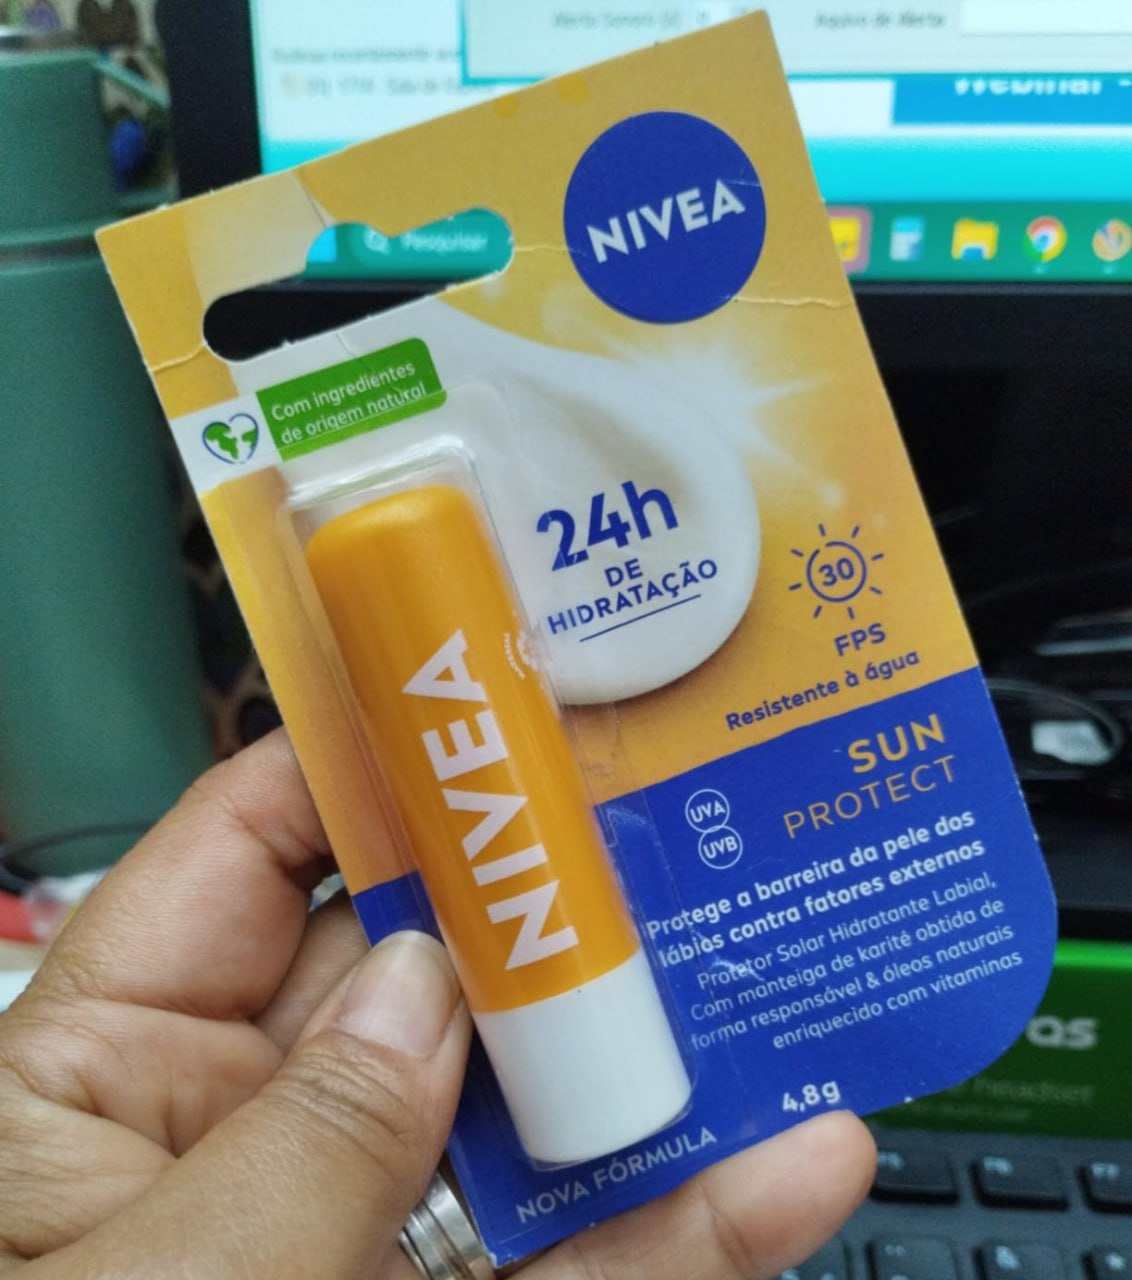 NIVEA
Com ingredientes
de origem natural
24h
DE
HIDRATAÇÃO
30
FPS
Resistente à água
SUN
PROTECT
UVA
UVB
Protege a barreira da pele dos
lábios contra fatores externos
Protetor Solar Hidratante Labial,
Com manteiga de karité obtida de
forma responsável & óleos naturais
enriquecido com vitaminas
4,8g
NOVA FÓRMULA
NIVEA
Pesquisar
Webinar -